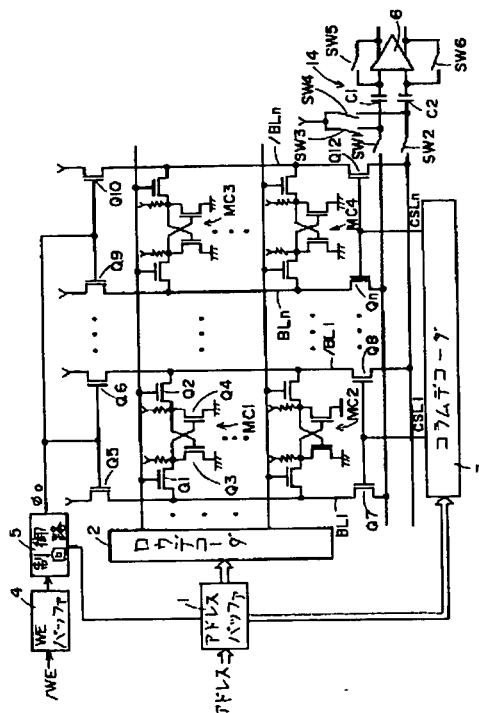 /WE
4
WE
バッファ
5
制御
回路
φ0
アドレス
1
アドレス
バッファ
2
ロウデコーダ
Q5
Q6
Q9
Q10
Q1
Q2
Q3
Q4
MC1
MC2
MC3
MC4
BL1
/BL1
BLn
/BLn
Q7
Q8
Qn
Q12
CSL1
CSLn
コラムデコーダ
7
SW1
SW2
SW3
SW4
14
C1
C2
SW5
6
SW6